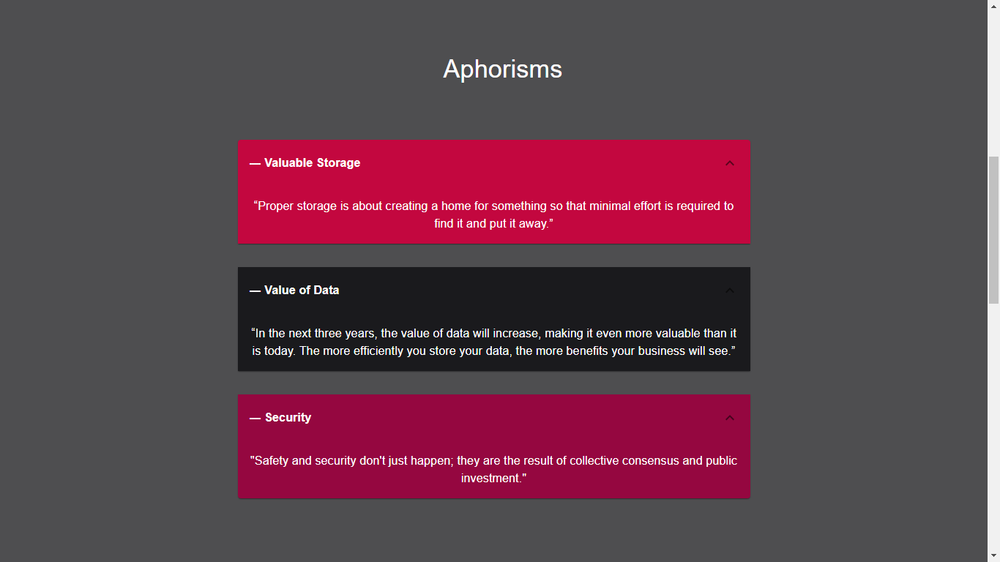 Aphorisms
— Valuable Storage
“Proper storage is about creating a home for something so that minimal effort is required to
find it and put it away.”
— Value of Data
“In the next three years, the value of data will increase, making it even more valuable than it
is today. The more efficiently you store your data, the more benefits your business will see.”
— Security
"Safety and security don't just happen; they are the result of collective consensus and public
investment."